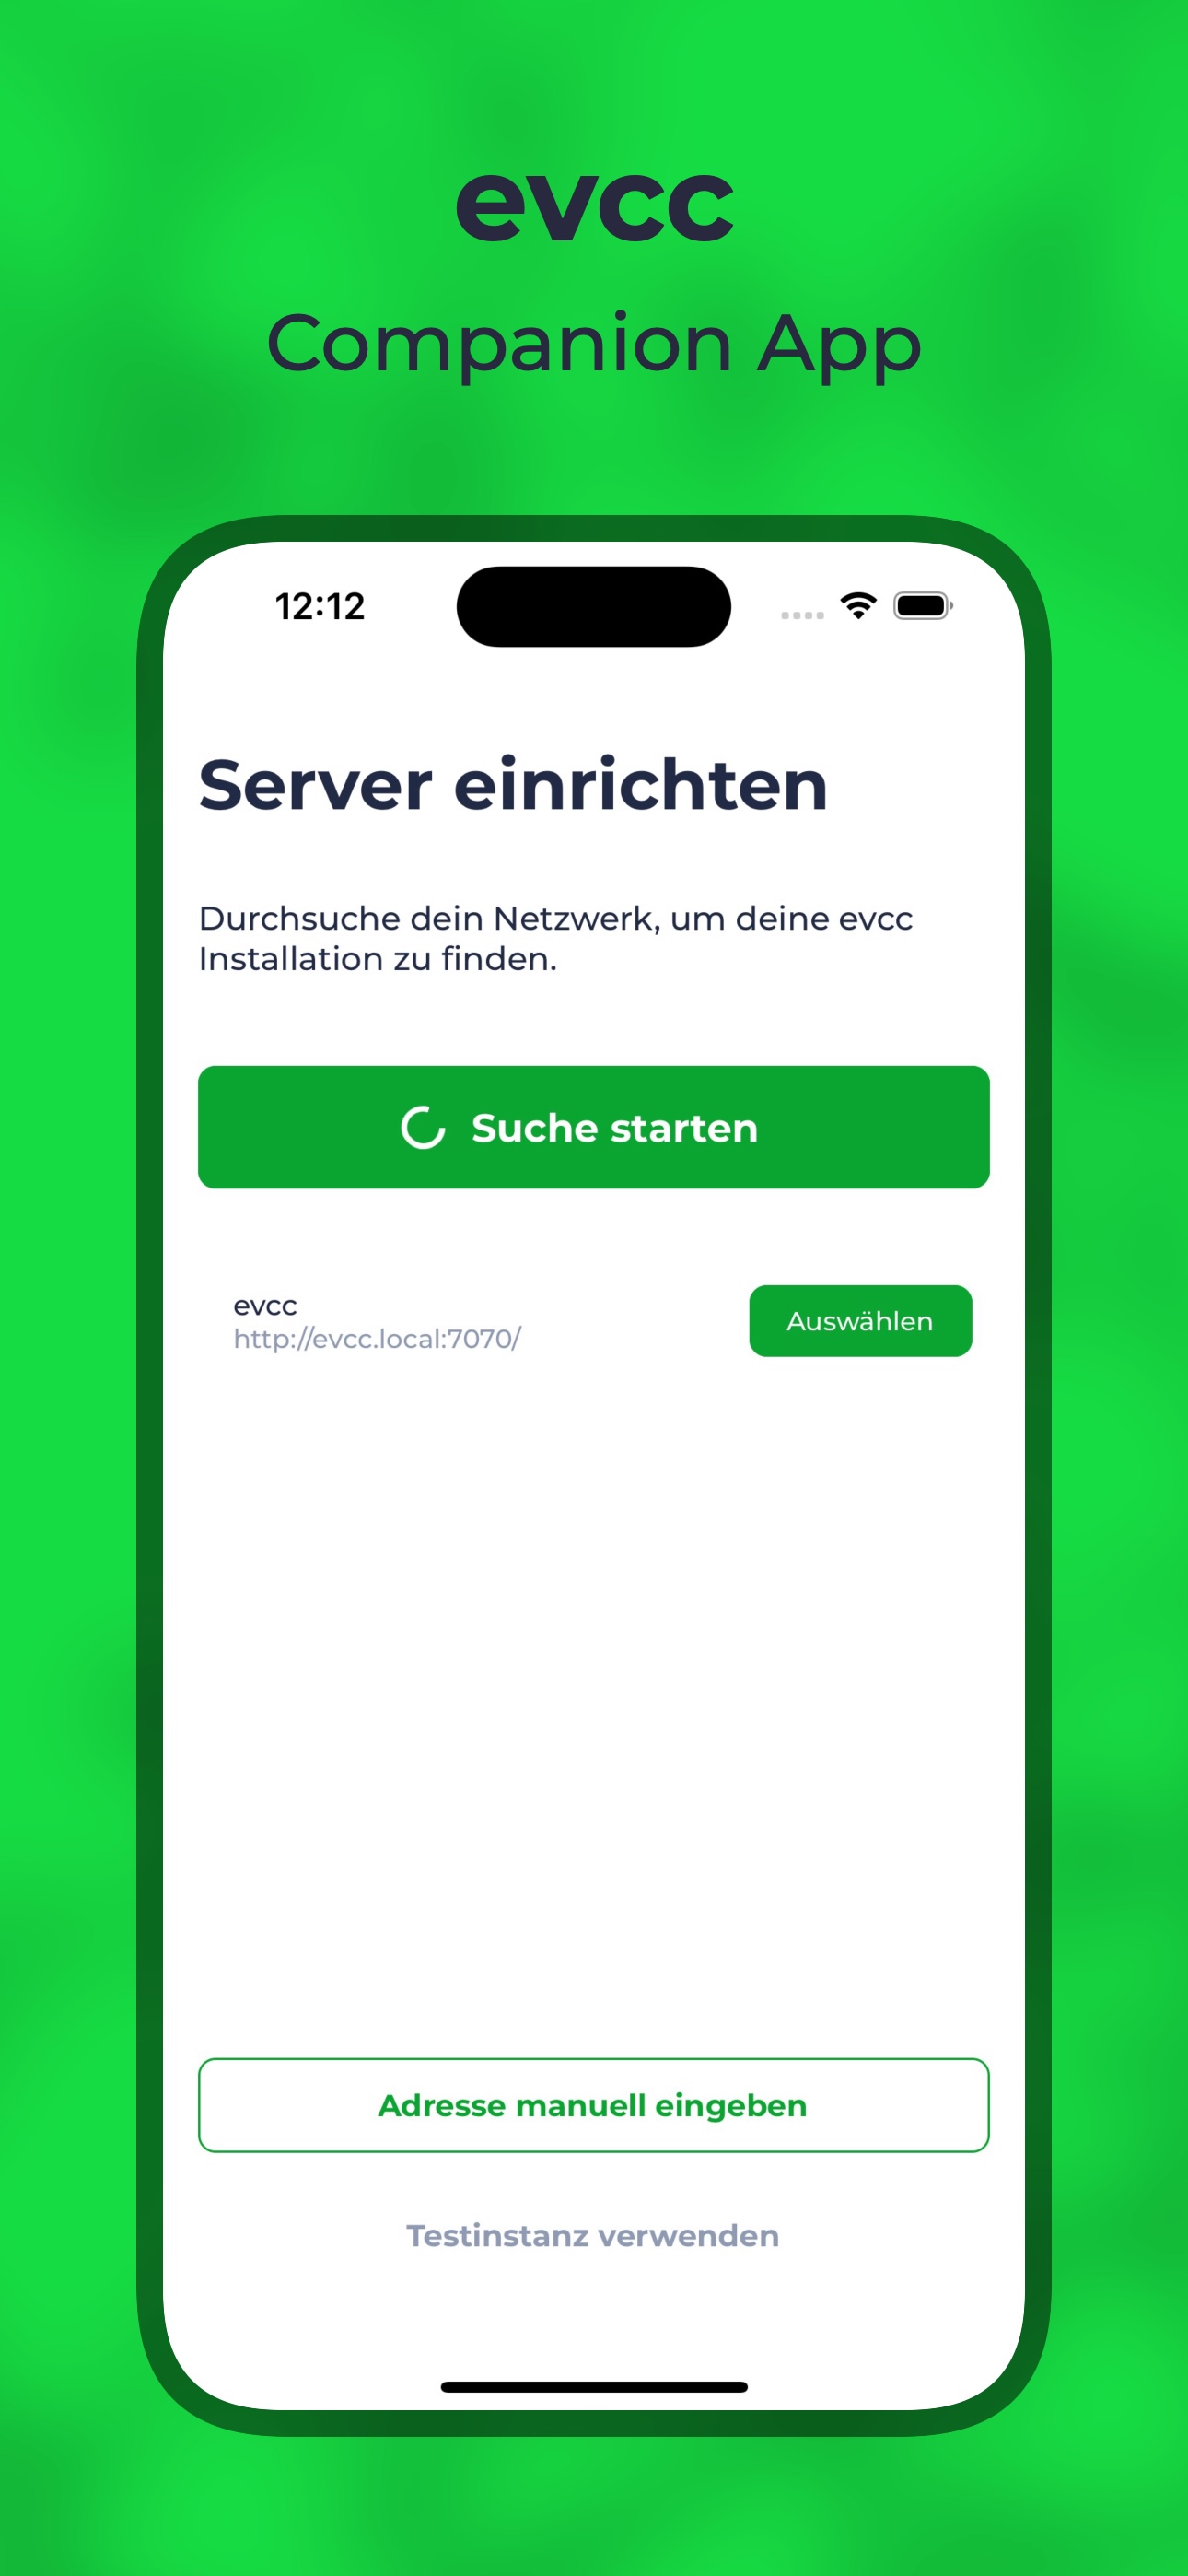 evcc
Companion App
12:12
Server einrichten
Durchsuche dein Netzwerk, um deine evcc
Installation zu finden.
Suche starten
evcc
http://evcc.local:7070/
Auswählen
Adresse manuell eingeben
Testinstanz verwenden